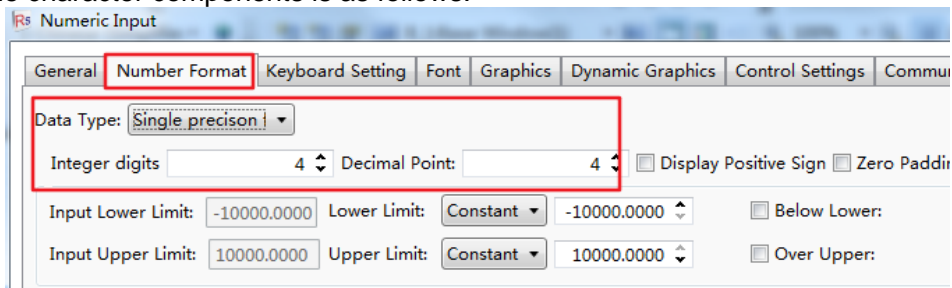 Numeric Input
General Number Format Keyboard Setting Font Graphics Dynamic Graphics Control Settings
Data Type: Single precison
Integer digits 4 Decimal Point: 4 Display Positive Sign Zero
Input Lower Limit: -10000.0000 Lower Limit: Constant -10000.0000 Below Lower:
Input Upper Limit: 10000.0000 Upper Limit: Constant 10000.0000 Over Upper: